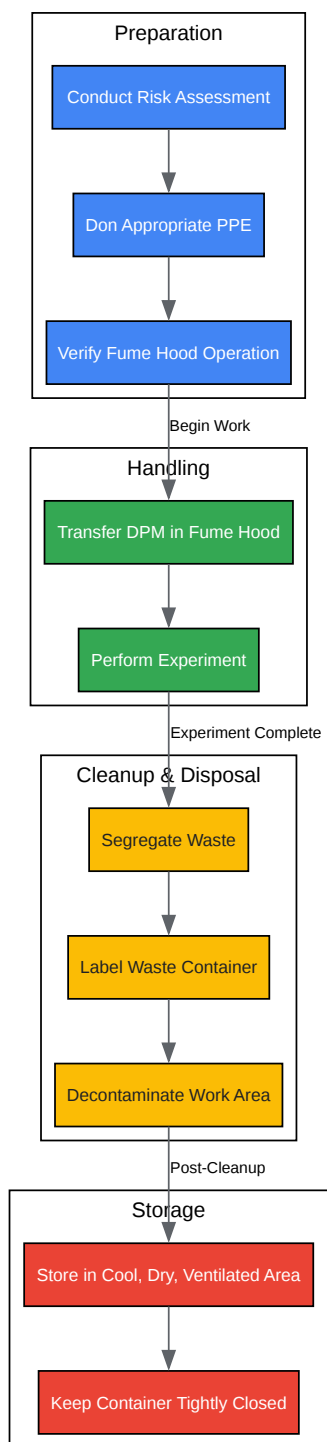 Preparation
Conduct Risk Assessment
Don Appropriate PPE
Verify Fume Hood Operation
Begin Work
Handling
Transfer DPM in Fume Hood
Perform Experiment
Experiment Complete
Cleanup & Disposal
Segregate Waste
Label Waste Container
Decontaminate Work Area
Post-Cleanup
Storage
Store in Cool, Dry, Ventilated Area
Keep Container Tightly Closed